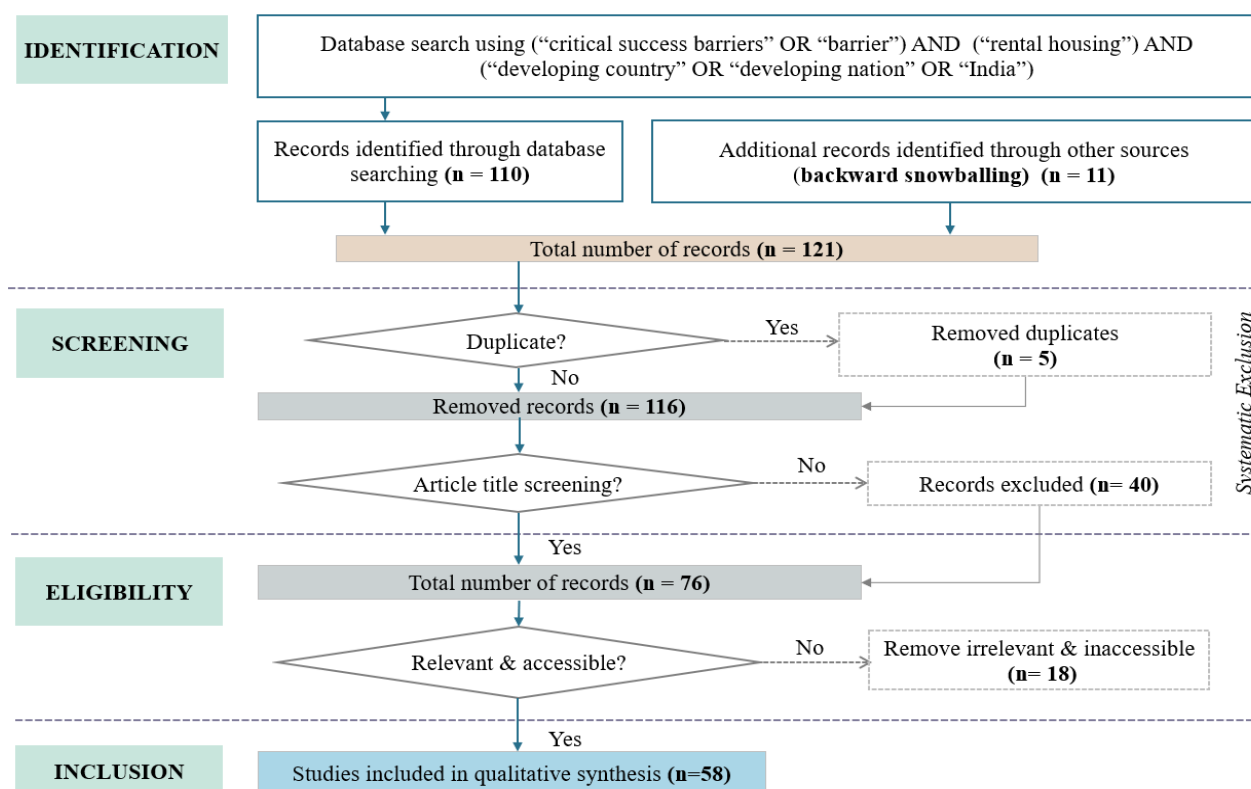 IDENTIFICATION
Database search using (“critical success barriers” OR “barrier”) AND (“rental housing”) AND
(“developing country” OR “developing nation” OR “India”)
Records identified through database
searching (n = 110)
Additional records identified through other sources
(backward snowballing) (n = 11)
Total number of records (n = 121)
SCREENING
Duplicate?
Yes
Removed duplicates
(n = 5)
No
Removed records (n = 116)
Article title screening?
No
Records excluded (n= 40)
Systematic Exclusion
Yes
ELIGIBILITY
Total number of records (n = 76)
Relevant & accessible?
No
Remove irrelevant & inaccessible
(n= 18)
Yes
INCLUSION
Studies included in qualitative synthesis (n=58)